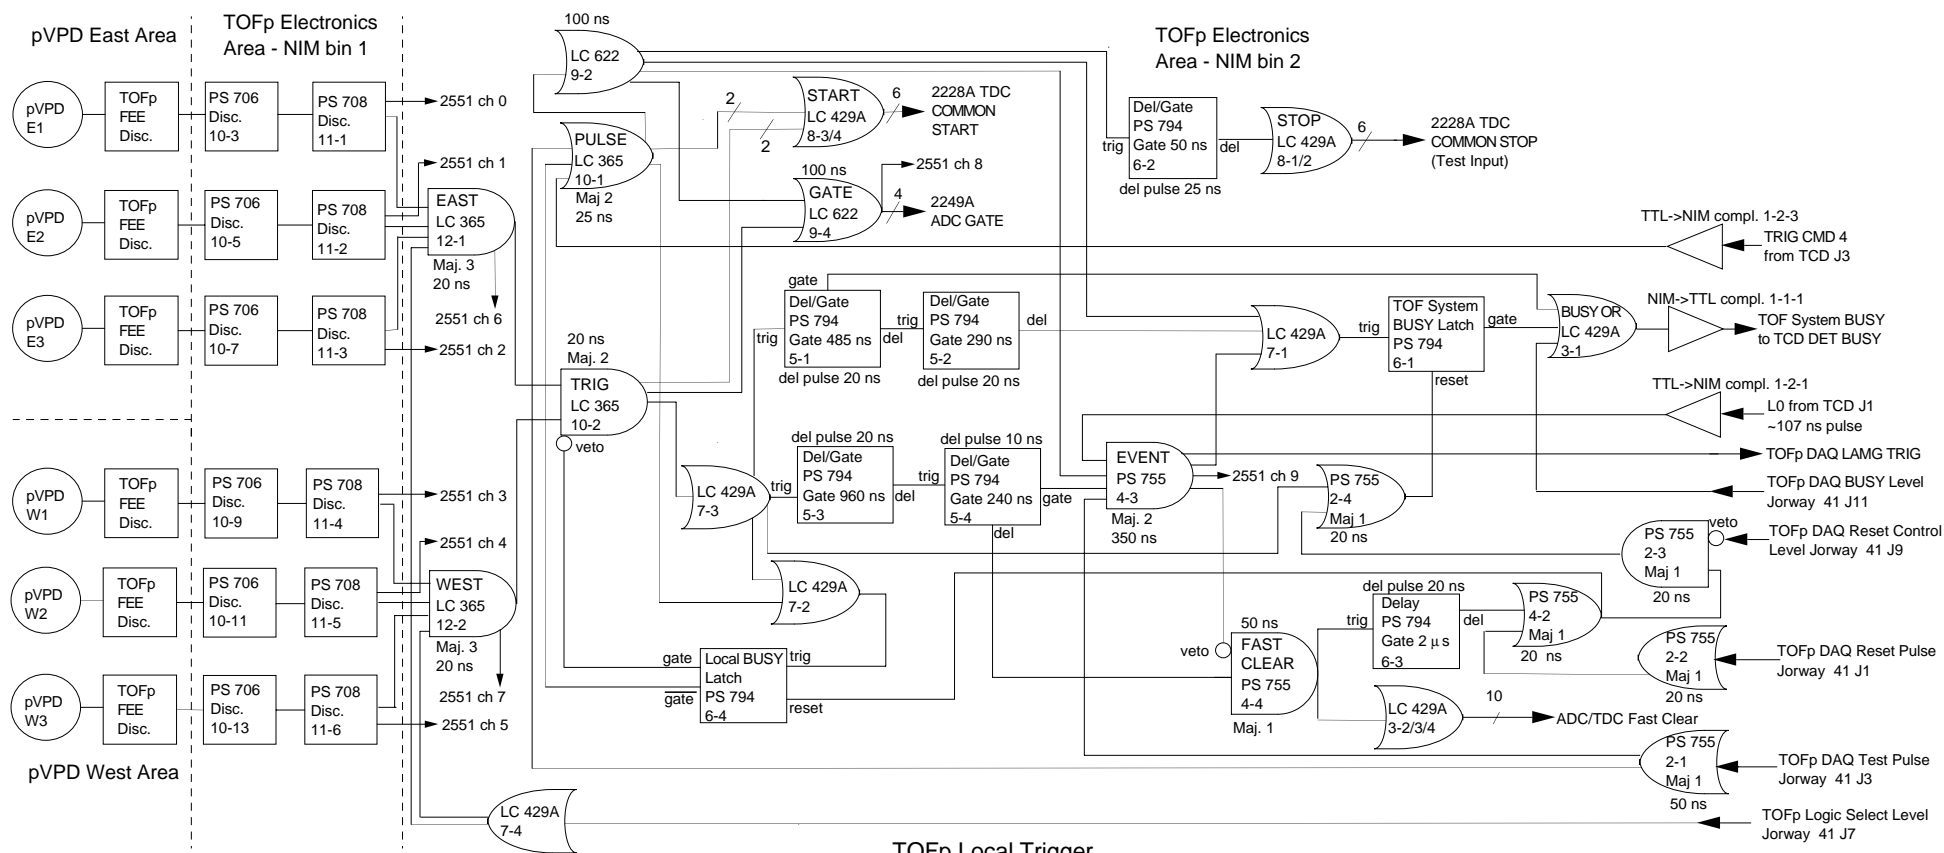 pVPD East Area
TOFp Electronics
Area - NIM bin 1
TOFp Electronics
Area - NIM bin 2
pVPD
E1
TOFp
FEE
Disc.
PS 706
Disc.
10-3
PS 708
Disc.
11-1
2551 ch 0
pVPD
E2
TOFp
FEE
Disc.
PS 706
Disc.
10-5
PS 708
Disc.
11-2
2551 ch 1
pVPD
E3
TOFp
FEE
Disc.
PS 706
Disc.
10-7
PS 708
Disc.
11-3
2551 ch 2
EAST
LC 365
12-1
Maj. 3
20 ns
2551 ch 6
pVPD
W1
TOFp
FEE
Disc.
PS 706
Disc.
10-9
PS 708
Disc.
11-4
2551 ch 3
pVPD
W2
TOFp
FEE
Disc.
PS 706
Disc.
10-11
PS 708
Disc.
11-5
2551 ch 4
pVPD
W3
TOFp
FEE
Disc.
PS 706
Disc.
10-13
PS 708
Disc.
11-6
2551 ch 5
WEST
LC 365
12-2
Maj. 3
20 ns
2551 ch 7
pVPD West Area
LC 429A
7-4
100 ns
LC 622
9-2
PULSE
LC 365
10-1
Maj 2
25 ns
2
2
START
LC 429A
8-3/4
6
2228A TDC
COMMON
START
100 ns
GATE
LC 622
9-4
2551 ch 8
4
2249A
ADC GATE
trig
Del/Gate
PS 794
Gate 50 ns
6-2
del
del pulse 25 ns
STOP
LC 429A
8-1/2
6
2228A TDC
COMMON STOP
(Test Input)
TTL->NIM compl. 1-2-3
TRIG CMD 4
from TCD J3
20 ns
Maj. 2
TRIG
LC 365
10-2
veto
gate
trig
Del/Gate
PS 794
Gate 485 ns
5-1
del pulse 20 ns
trig
del
Del/Gate
PS 794
Gate 290 ns
5-2
del pulse 20 ns
del
LC 429A
7-1
trig
TOF System
BUSY Latch
PS 794
6-1
gate
reset
BUSY OR
LC 429A
3-1
NIM->TTL compl. 1-1-1
TOF System BUSY
to TCD DET BUSY
TTL->NIM compl. 1-2-1
L0 from TCD J1
~107 ns pulse
TOFp DAQ LAMG TRIG
TOFp DAQ BUSY Level
Jorway 41 J11
TOFp DAQ Reset Control
Level Jorway 41 J9
LC 429A
7-3
trig
del pulse 20 ns
Del/Gate
PS 794
Gate 960 ns
5-3
trig
del
del pulse 10 ns
Del/Gate
PS 794
Gate 240 ns
5-4
gate
del
EVENT
PS 755
4-3
Maj. 2
350 ns
2551 ch 9
PS 755
2-4
Maj 1
20 ns
veto
PS 755
2-3
Maj 1
20 ns
LC 429A
7-2
gate
gate
Local BUSY
Latch
PS 794
6-4
trig
reset
50 ns
veto
FAST
CLEAR
PS 755
4-4
Maj. 1
trig
del pulse 20 ns
Delay
PS 794
Gate 2 μs
6-3
del
PS 755
4-2
Maj 1
20 ns
PS 755
2-2
Maj 1
20 ns
TOFp DAQ Reset Pulse
Jorway 41 J1
LC 429A
3-2/3/4
10
ADC/TDC Fast Clear
PS 755
2-1
Maj 1
50 ns
TOFp DAQ Test Pulse
Jorway 41 J3
TOFp Logic Select Level
Jorway 41 J7
TOFp Local Trigger